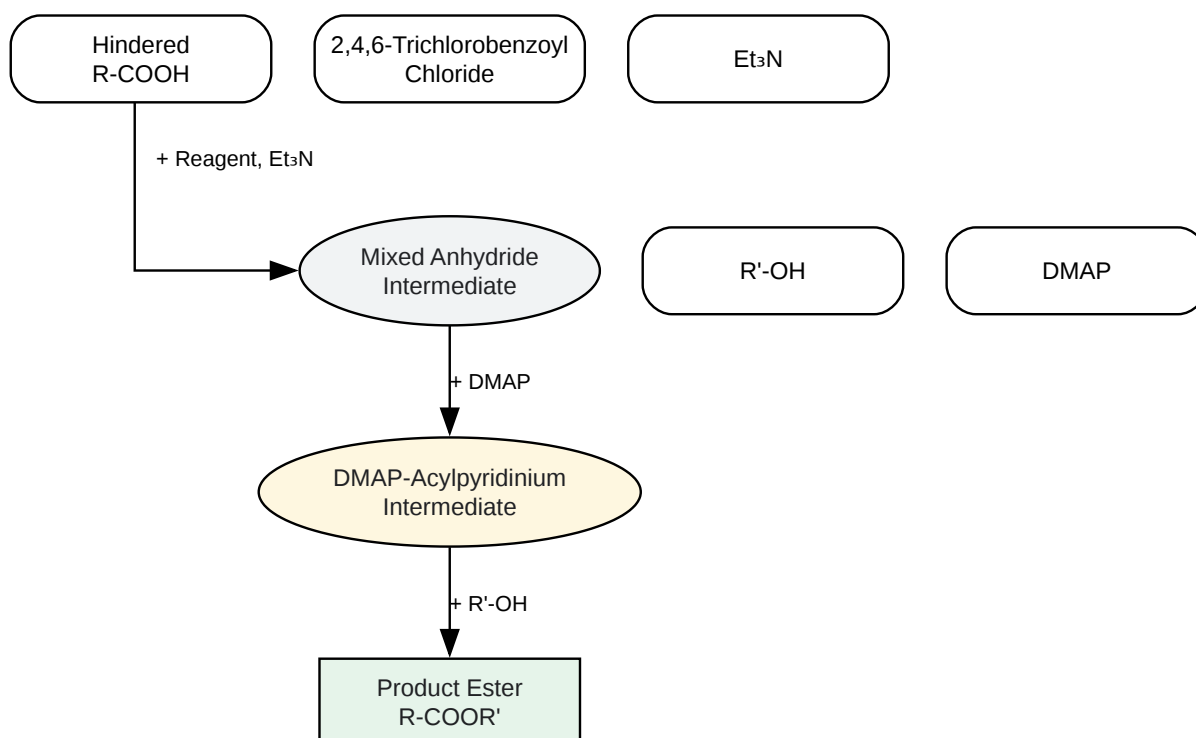 Hindered
R-COOH
2,4,6-Trichlorobenzoyl
Chloride
Et₃N
+ Reagent, Et₃N
Mixed Anhydride
Intermediate
R'-OH
DMAP
+ DMAP
DMAP-Acylpyridinium
Intermediate
+ R'-OH
Product Ester
R-COOR'